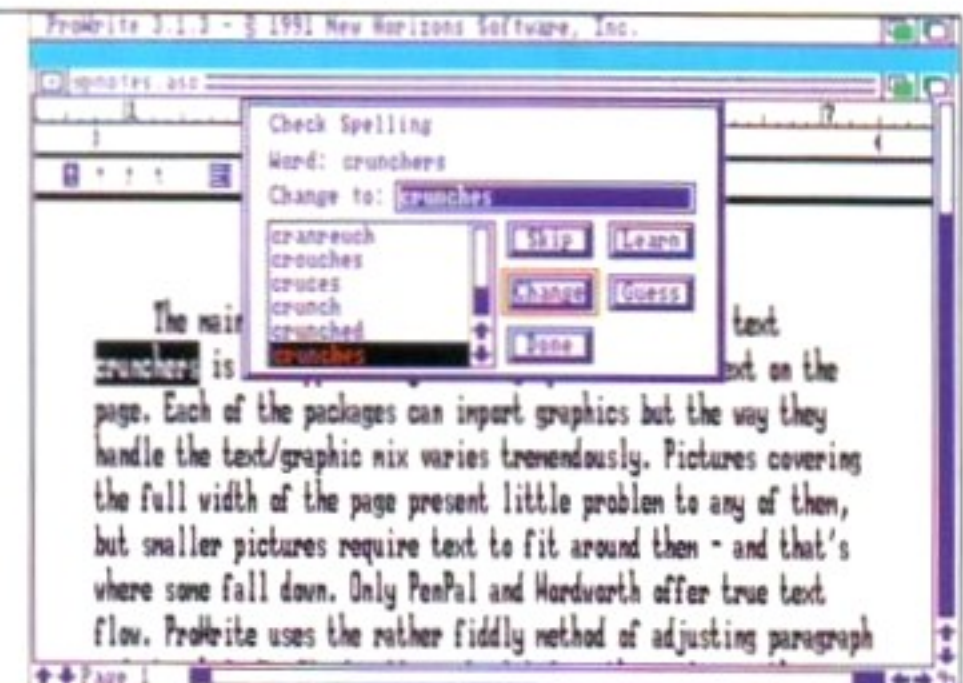 ProWrite 3.1.3 - © 1991 New Horizons Software, Inc.
wpnotes.asc
Check Spelling
Word: crunchers
Change to: crunches
cranreuch
crouches
cruces
crunch
crunched
crunches
Skip
Learn
Change
Guess
Done
The main text
crunchers is ext on the
page. Each of the packages can import graphics but the way they
handle the text/graphic mix varies tremendously. Pictures covering
the full width of the page present little problem to any of them,
but smaller pictures require text to fit around them - and that's
where some fall down. Only PenPal and Wordworth offer true text
flow. ProWrite uses the rather fiddly method of adjusting paragraph
Page 1